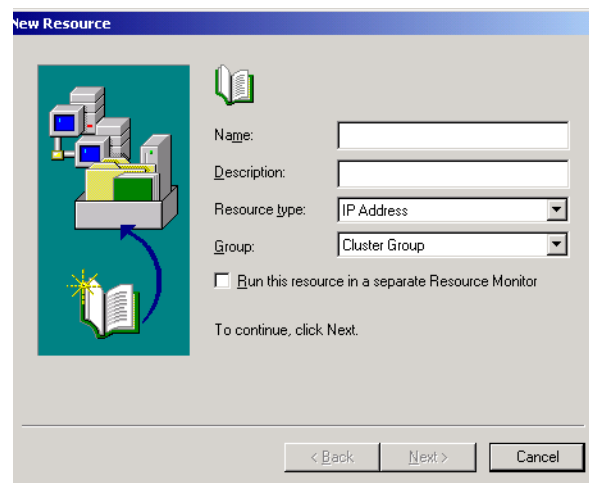 New Resource
Name:
Description:
Resource type: IP Address
Group: Cluster Group
Run this resource in a separate Resource Monitor
To continue, click Next.
< Back Next > Cancel